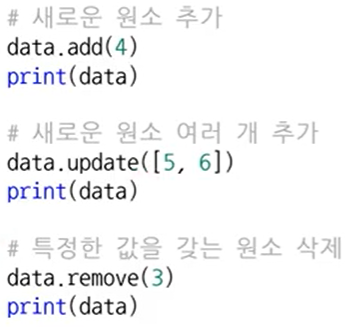 # 새로운 원소 추가
data.add(4)
print(data)

# 새로운 원소 여러 개 추가
data.update([5, 6])
print(data)

# 특정한 값을 갖는 원소 삭제
data.remove(3)
print(data)